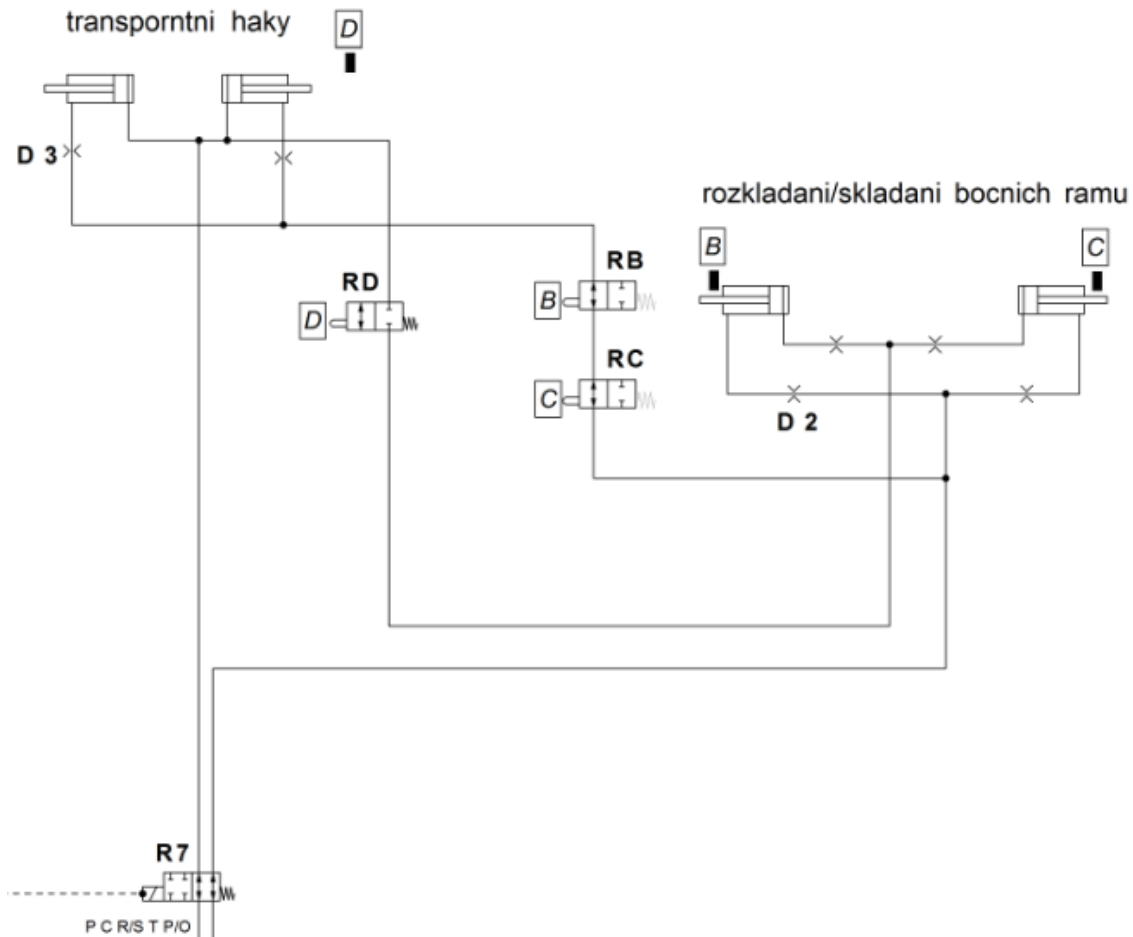 transporntni haky
D
D 3
rozkladani/skladani bocnich ramu
B
C
RD
D
RB
B
RC
C
D 2
R7
P C R/S T P/O